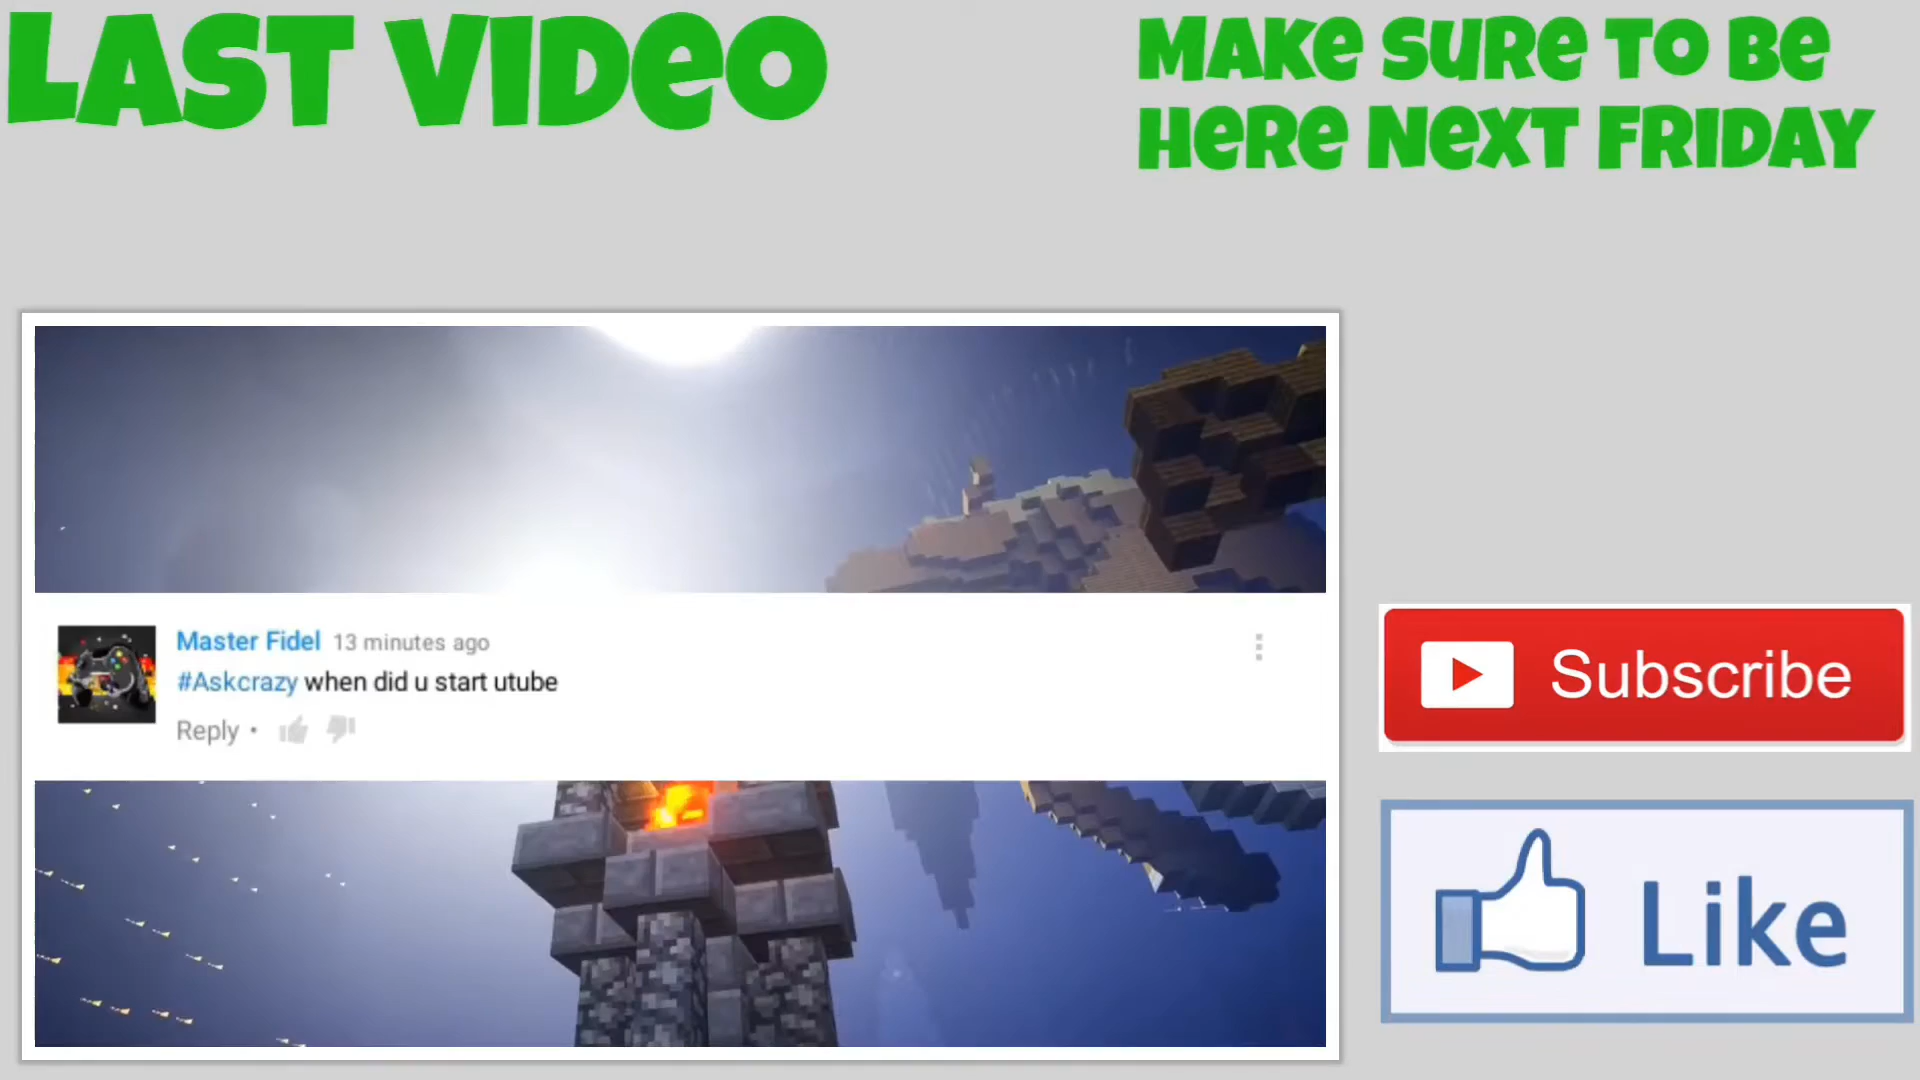 LAST VIDEO
MAKE SURE TO BE
HERE NEXT FRIDAY
Master Fidel 13 minutes ago
#Askcrazy when did u start utube
Reply •
Subscribe
Like